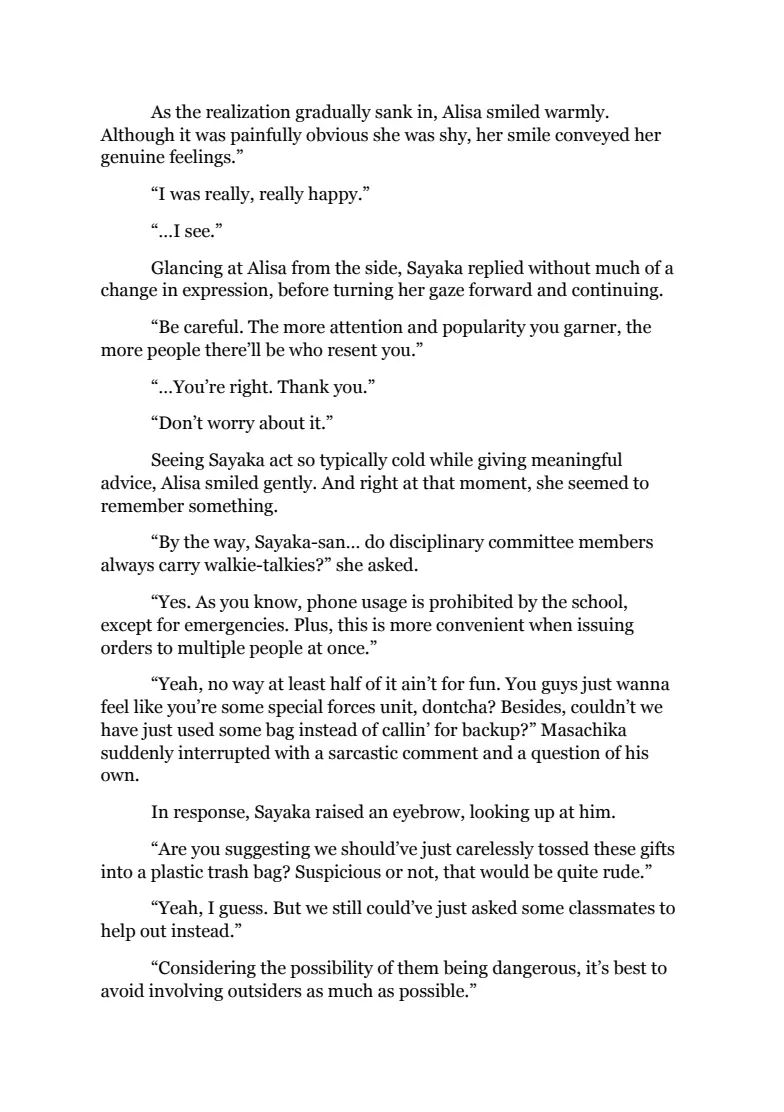 As the realization gradually sank in, Alisa smiled warmly.
Although it was painfully obvious she was shy, her smile conveyed her
genuine feelings.”
“I was really, really happy.”
“…I see.”
Glancing at Alisa from the side, Sayaka replied without much of a
change in expression, before turning her gaze forward and continuing.
“Be careful. The more attention and popularity you garner, the
more people there’ll be who resent you.”
“…You’re right. Thank you.”
“Don’t worry about it.”
Seeing Sayaka act so typically cold while giving meaningful
advice, Alisa smiled gently. And right at that moment, she seemed to
remember something.
“By the way, Sayaka-san… do disciplinary committee members
always carry walkie-talkies?” she asked.
“Yes. As you know, phone usage is prohibited by the school,
except for emergencies. Plus, this is more convenient when issuing
orders to multiple people at once.”
“Yeah, no way at least half of it ain’t for fun. You guys just wanna
feel like you’re some special forces unit, dontcha? Besides, couldn’t we
have just used some bag instead of callin’ for backup?” Masachika
suddenly interrupted with a sarcastic comment and a question of his
own.
In response, Sayaka raised an eyebrow, looking up at him.
“Are you suggesting we should’ve just carelessly tossed these gifts
into a plastic trash bag? Suspicious or not, that would be quite rude.”
“Yeah, I guess. But we still could’ve just asked some classmates to
help out instead.”
“Considering the possibility of them being dangerous, it’s best to
avoid involving outsiders as much as possible.”